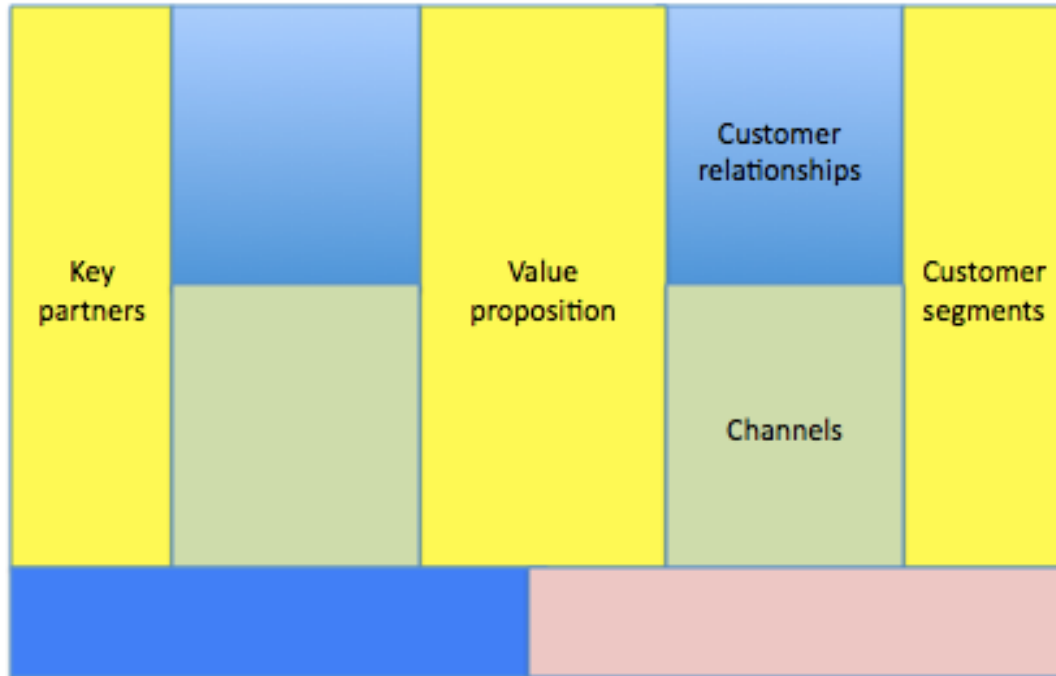 Key
partners
Value
proposition
Customer
relationships
Channels
Customer
segments